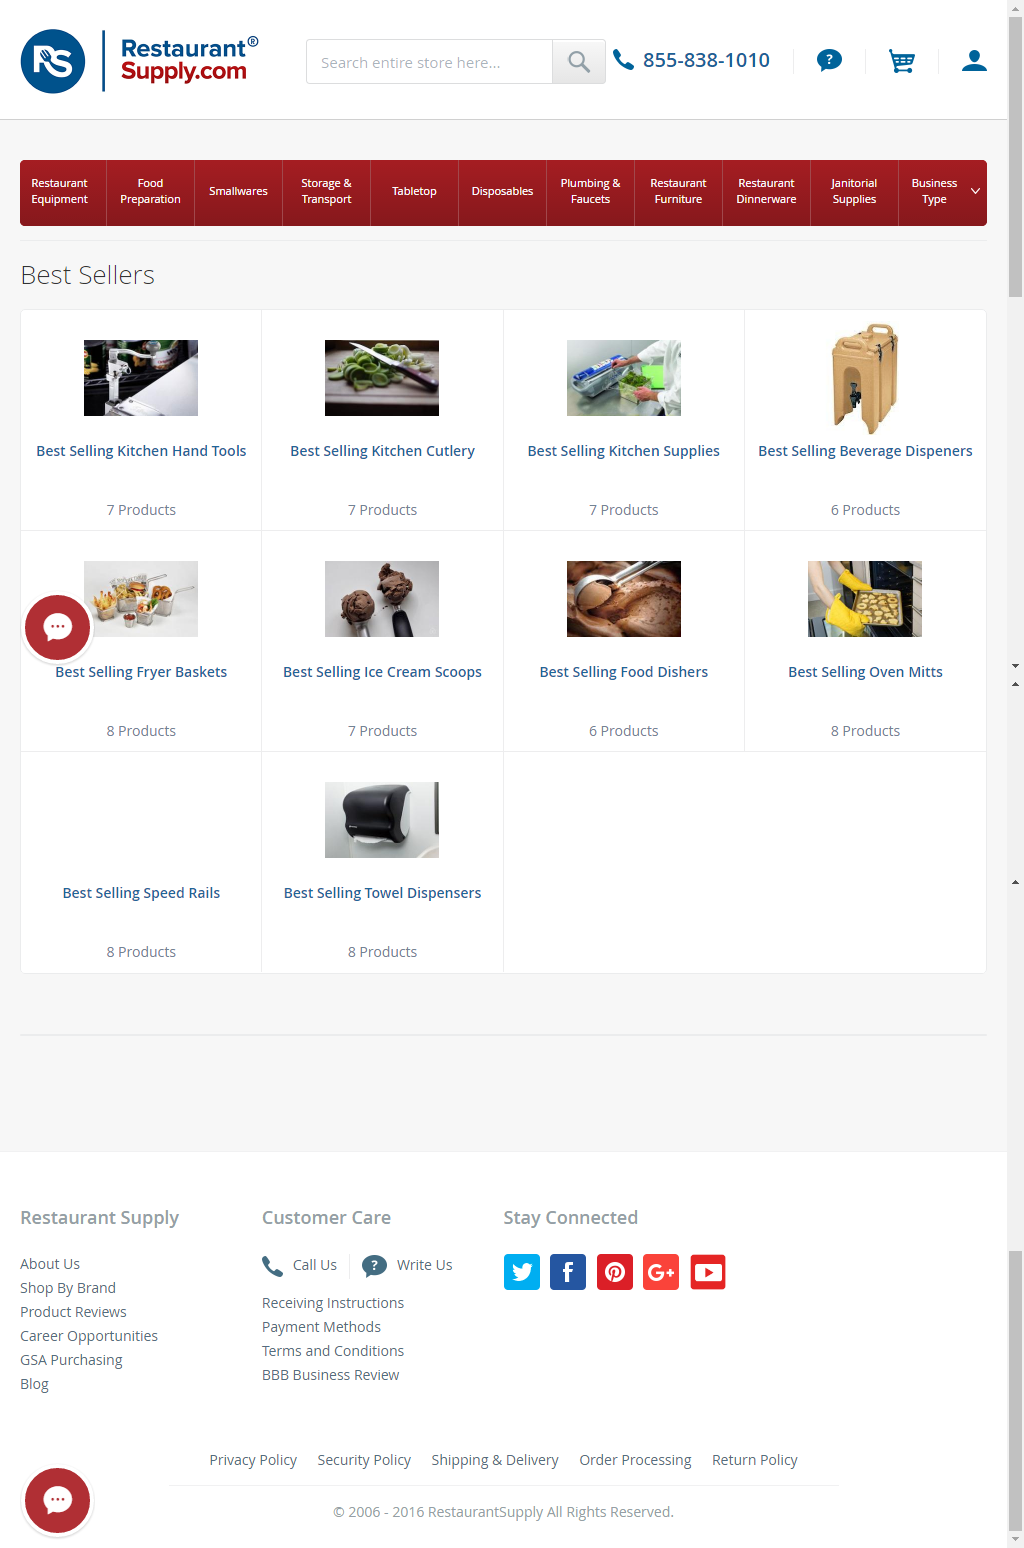 RS
Restaurant®
Supply.com
Search entire store here...
855-838-1010
?
Restaurant Equipment
Food Preparation
Smallwares
Storage & Transport
Tabletop
Disposables
Plumbing & Faucets
Restaurant Furniture
Restaurant Dinnerware
Janitorial Supplies
Business Type
Best Sellers
Best Selling Kitchen Hand Tools
Best Selling Kitchen Cutlery
Best Selling Kitchen Supplies
Best Selling Beverage Dispeners
7 Products
7 Products
7 Products
6 Products
Best Selling Fryer Baskets
Best Selling Ice Cream Scoops
Best Selling Food Dishers
Best Selling Oven Mitts
8 Products
7 Products
6 Products
8 Products
Best Selling Speed Rails
Best Selling Towel Dispensers
8 Products
8 Products
Restaurant Supply
About Us
Shop By Brand
Product Reviews
Career Opportunities
GSA Purchasing
Blog
Customer Care
Call Us
? Write Us
Receiving Instructions
Payment Methods
Terms and Conditions
BBB Business Review
Stay Connected
f
G+
Privacy Policy Security Policy Shipping & Delivery Order Processing Return Policy
© 2006 - 2016 RestaurantSupply All Rights Reserved.